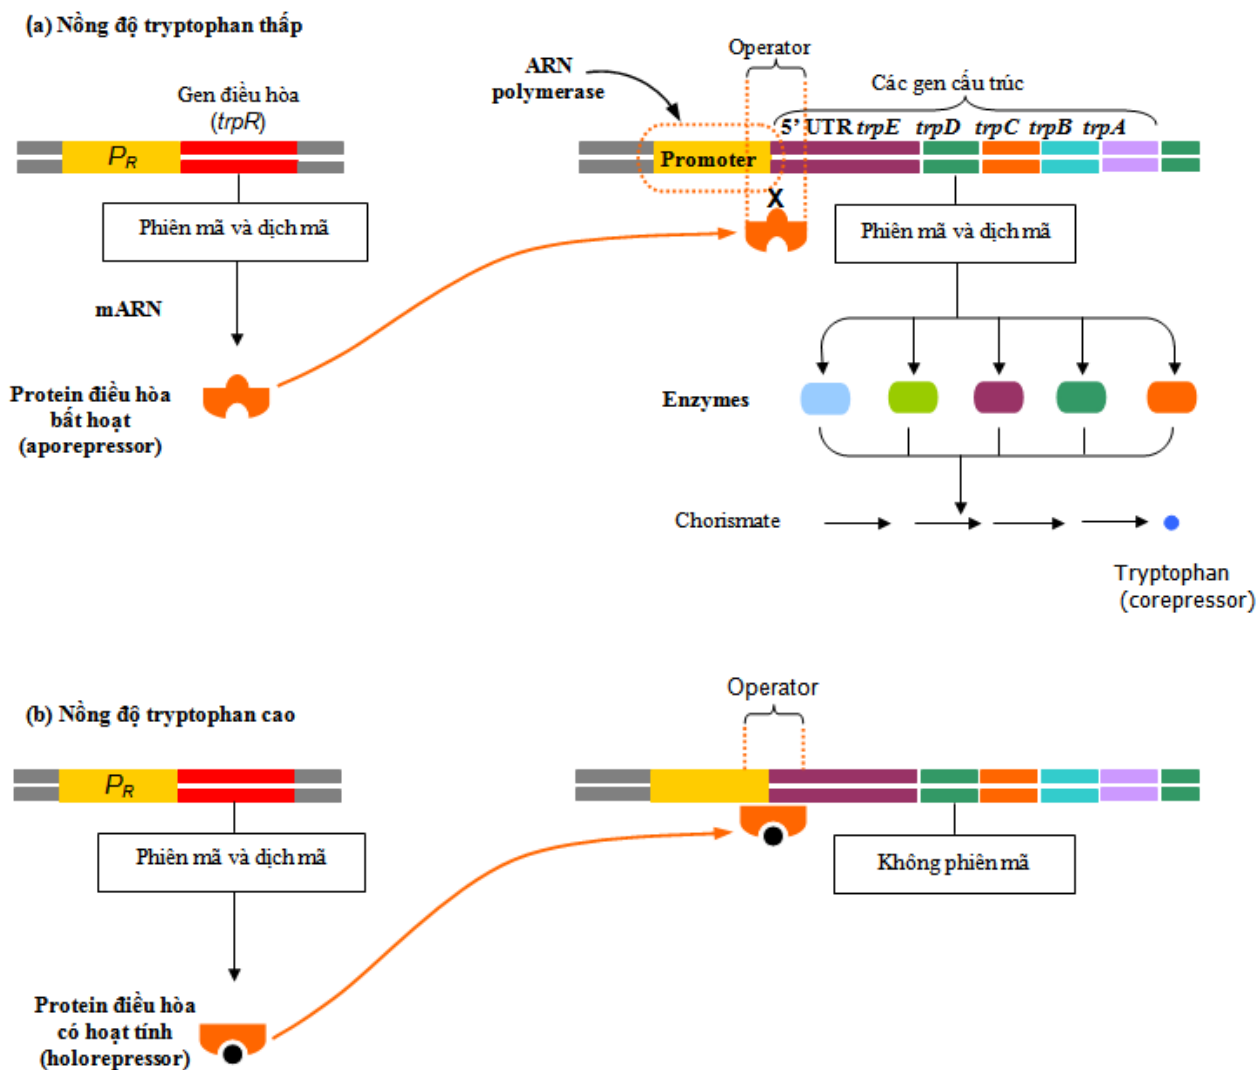 (a) Nồng độ tryptophan thấp
Operator
ARN
polymerase
Gen điều hòa
(trpR)
Các gen cấu trúc
5’ UTR trpE trpD trpC trpB trpA
PR
Promoter
X
Phiên mã và dịch mã
Phiên mã và dịch mã
mARN
Protein điều hòa
bất hoạt
(aporepressor)
Enzymes
Chorismate
Tryptophan
(corepressor)
(b) Nồng độ tryptophan cao
Operator
PR
Phiên mã và dịch mã
Không phiên mã
Protein điều hòa
có hoạt tính
(holorepressor)